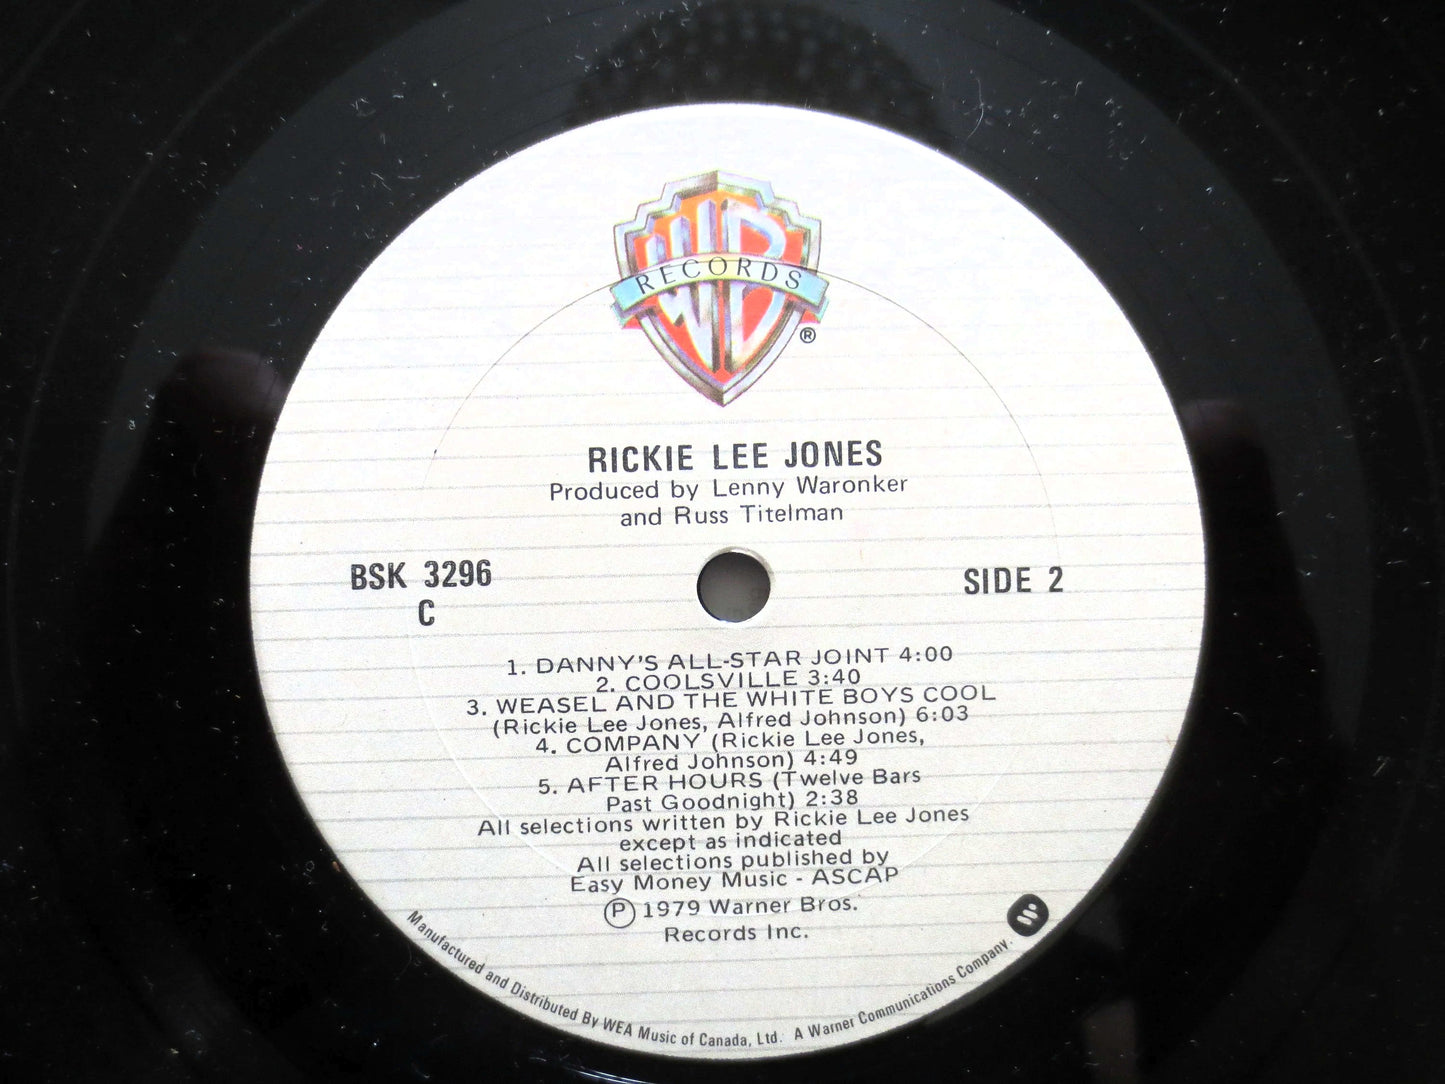 WB
RECORDS
®
RICKIE LEE JONES
Produced by Lenny Waronker
and Russ Titelman
BSK 3296
C
SIDE 2
1. DANNY'S ALL-STAR JOINT 4:00
2. COOLSVILLE 3:40
3. WEASEL AND THE WHITE BOYS COOL
(Rickie Lee Jones, Alfred Johnson) 6:03
4. COMPANY (Rickie Lee Jones,
Alfred Johnson) 4:49
5. AFTER HOURS (Twelve Bars
Past Goodnight) 2:38
All selections written by Rickie Lee Jones
except as indicated
All selections published by
Easy Money Music - ASCAP
Ⓟ 1979 Warner Bros.
Records Inc.
Manufactured and Distributed By WEA Music of Canada, Ltd. A Warner Communications Company.